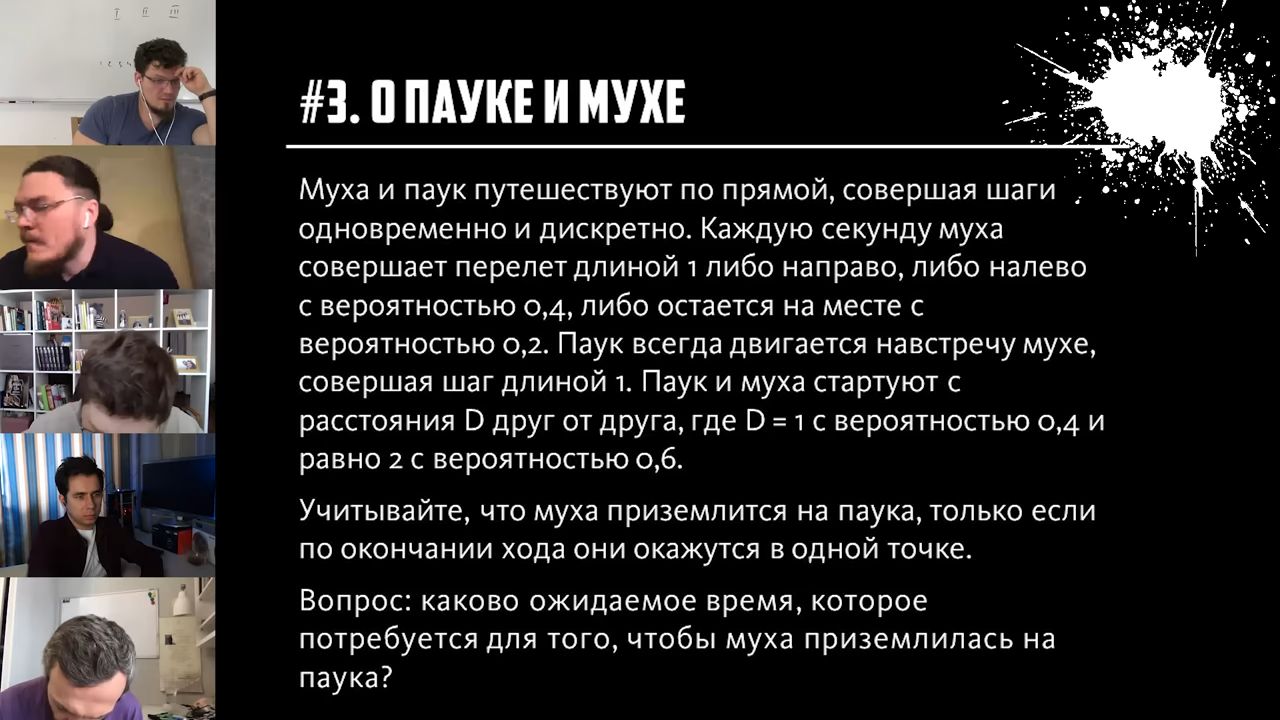 #3. О ПАУКЕ И МУХЕ
Муха и паук путешествуют по прямой, совершая шаги
одновременно и дискретно. Каждую секунду муха
совершает перелет длиной 1 либо направо, либо налево
с вероятностью 0,4, либо остается на месте с
вероятностью 0,2. Паук всегда двигается навстречу мухе,
совершая шаг длиной 1. Паук и муха стартуют с
расстояния D друг от друга, где D = 1 с вероятностью 0,4 и
равно 2 с вероятностью 0,6.
Учитывайте, что муха приземлится на паука, только если
по окончании хода они окажутся в одной точке.
Вопрос: каково ожидаемое время, которое
потребуется для того, чтобы муха приземлилась на
паука?